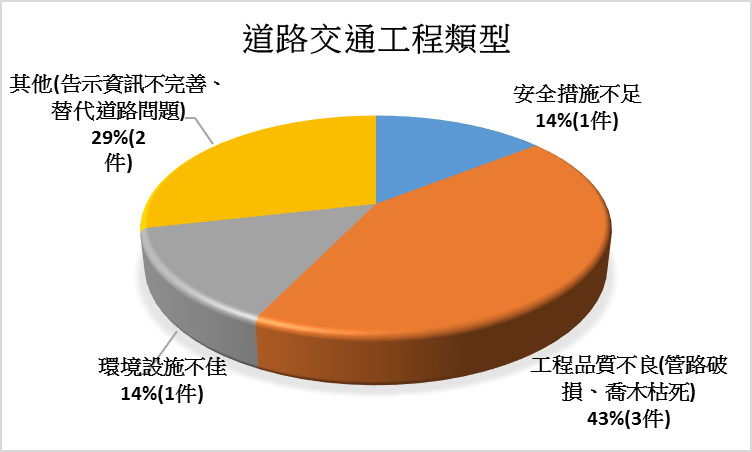 道路交通工程類型
其他(告示資訊不完善、
替代道路問題)
29%(2
件)
安全措施不足
14%(1件)
環境設施不佳
14%(1件)
工程品質不良(管路破
損、喬木枯死)
43%(3件)